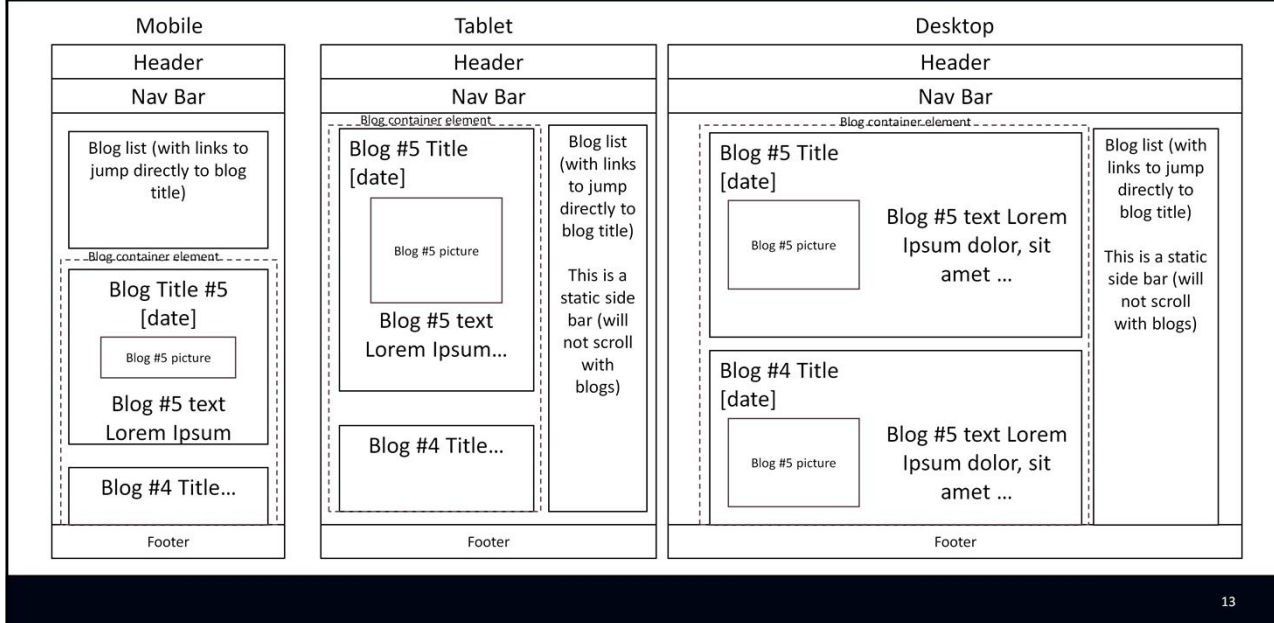 Mobile
Header
Nav Bar
Blog list (with links to
jump directly to blog
title)
Blog container element
Blog Title #5
[date]
Blog #5 picture
Blog #5 text
Lorem Ipsum
Blog #4 Title…
Footer
Tablet
Header
Nav Bar
Blog container element
Blog #5 Title
[date]
Blog #5 picture
Blog #5 text
Lorem Ipsum…
Blog #4 Title…
Blog list
(with links
to jump
directly to
blog title)
This is a
static side
bar (will
not scroll
with
blogs)
Footer
Desktop
Header
Nav Bar
Blog container element
Blog #5 Title
[date]
Blog #5 picture
Blog #5 text Lorem
Ipsum dolor, sit
amet …
Blog #4 Title
[date]
Blog #5 picture
Blog #5 text Lorem
Ipsum dolor, sit
amet …
Blog list (with
links to jump
directly to
blog title)
This is a static
side bar (will
not scroll
with blogs)
Footer
13